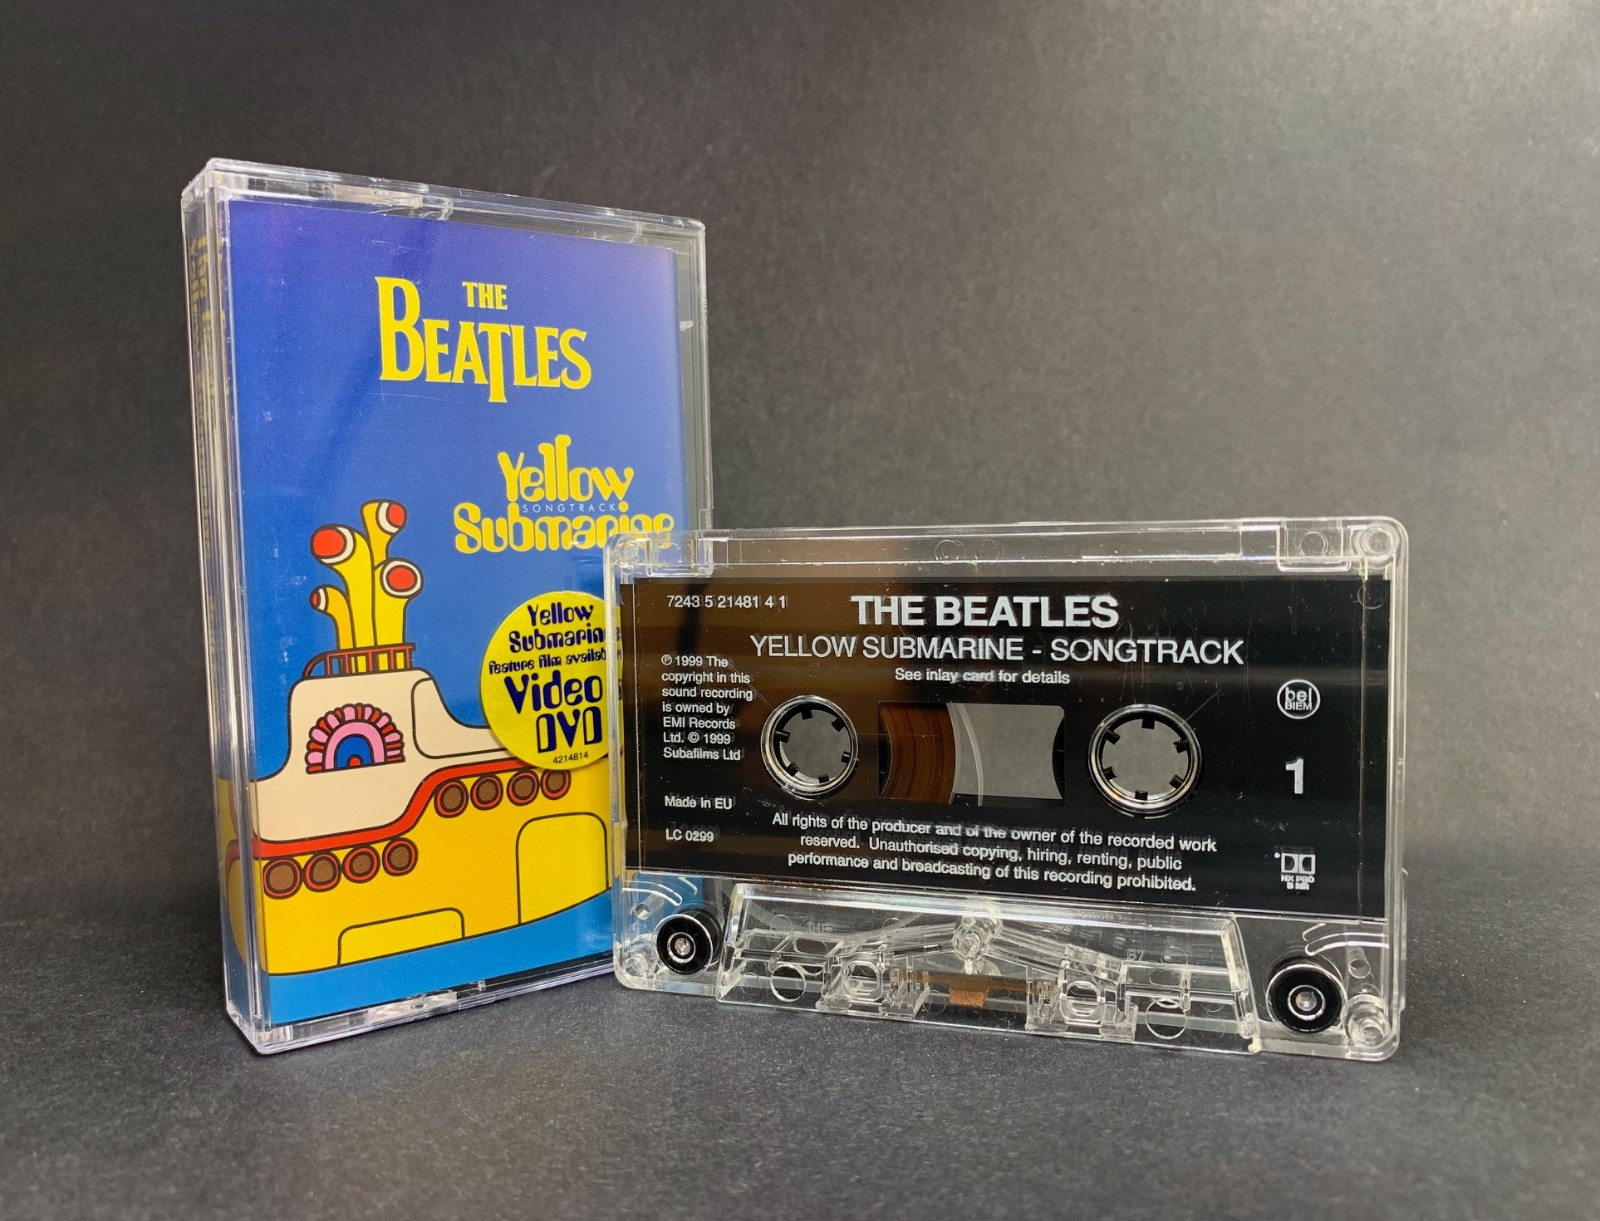 THE
BEATLES
Yellow
SONGTRACK
Submarine
Yellow
Submarine
feature film
Video
DVD
4214814
7243 5 21481 4 1
THE BEATLES
YELLOW SUBMARINE - SONGTRACK
See inlay card for details
℗ 1999 The
copyright in this
sound recording
is owned by
EMI Records
Ltd. © 1999
Subafilms Ltd
Made in EU
LC 0299
bel
BIEM
1
All rights of the producer and of the owner of the recorded work
reserved. Unauthorised copying, hiring, renting, public
performance and broadcasting of this recording prohibited.
HX PRO
B NR